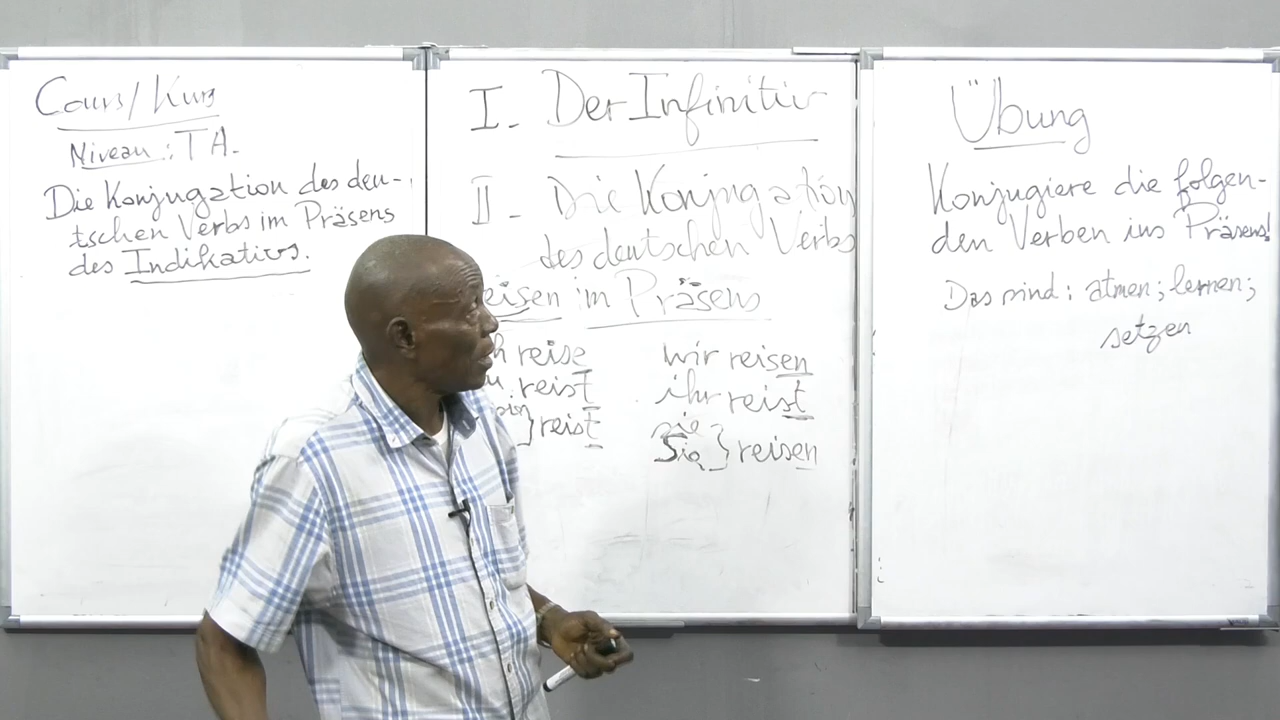 Cours/Kurs
Niveau : TA.
Die Konjugation des deu-
tschen Verbs im Präsens
des Indikativs.
I - Der Infinitiv
II - Die Konjugation
des deutschen Verbs
eisen im Präsens
h reise
reist
} reist
wir reisen
ihr reist
sie
Sie } reisen
Übung
Konjugiere die folgen-
den Verben ins Präsens!
Das sind : atmen ; lernen ;
setzen